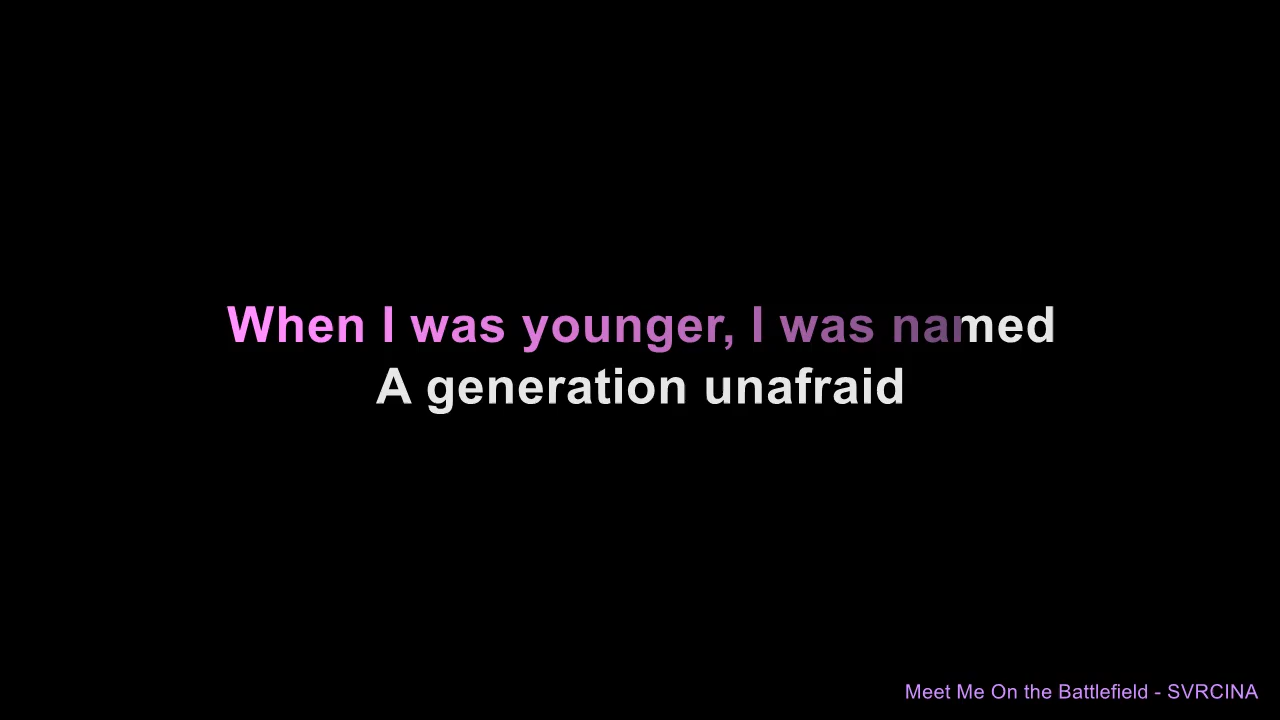 When I was younger, I was named
A generation unafraid
Meet Me On the Battlefield - SVRCINA